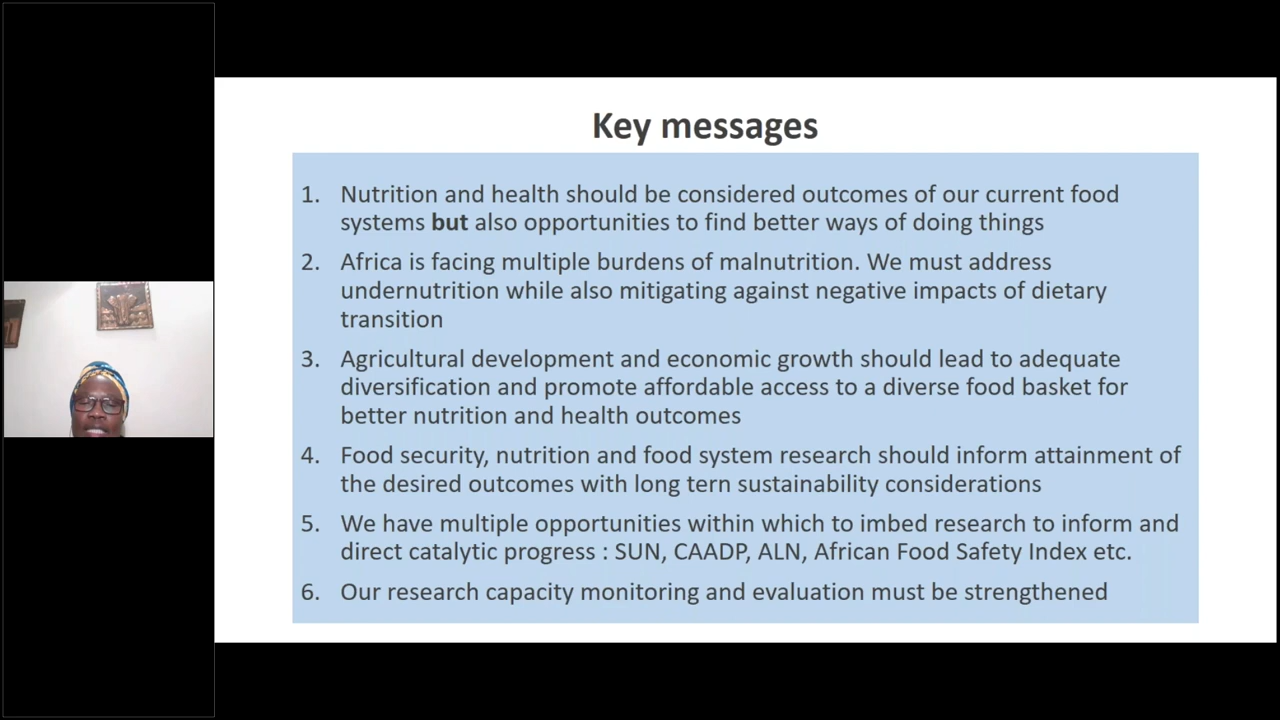 Key messages
1. Nutrition and health should be considered outcomes of our current food
systems but also opportunities to find better ways of doing things
2. Africa is facing multiple burdens of malnutrition. We must address
undernutrition while also mitigating against negative impacts of dietary
transition
3. Agricultural development and economic growth should lead to adequate
diversification and promote affordable access to a diverse food basket for
better nutrition and health outcomes
4. Food security, nutrition and food system research should inform attainment of
the desired outcomes with long tern sustainability considerations
5. We have multiple opportunities within which to imbed research to inform and
direct catalytic progress : SUN, CAADP, ALN, African Food Safety Index etc.
6. Our research capacity monitoring and evaluation must be strengthened